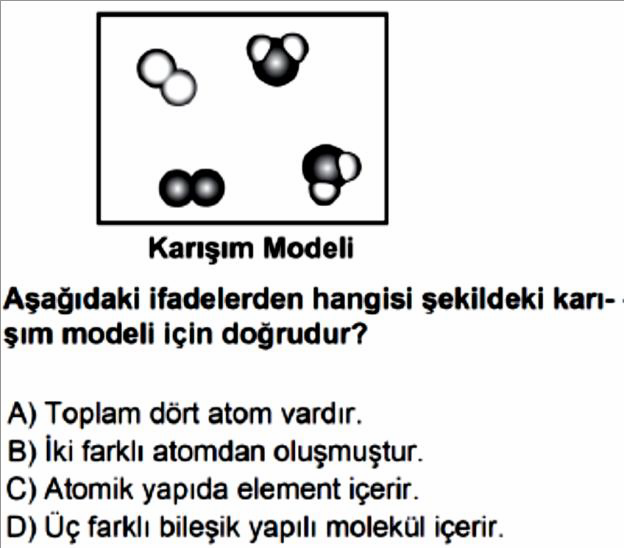 Karışım Modeli
Aşağıdaki ifadelerden hangisi şekildeki karı-
şım modeli için doğrudur?
A) Toplam dört atom vardır.
B) İki farklı atomdan oluşmuştur.
C) Atomik yapıda element içerir.
D) Üç farklı bileşik yapılı molekül içerir.